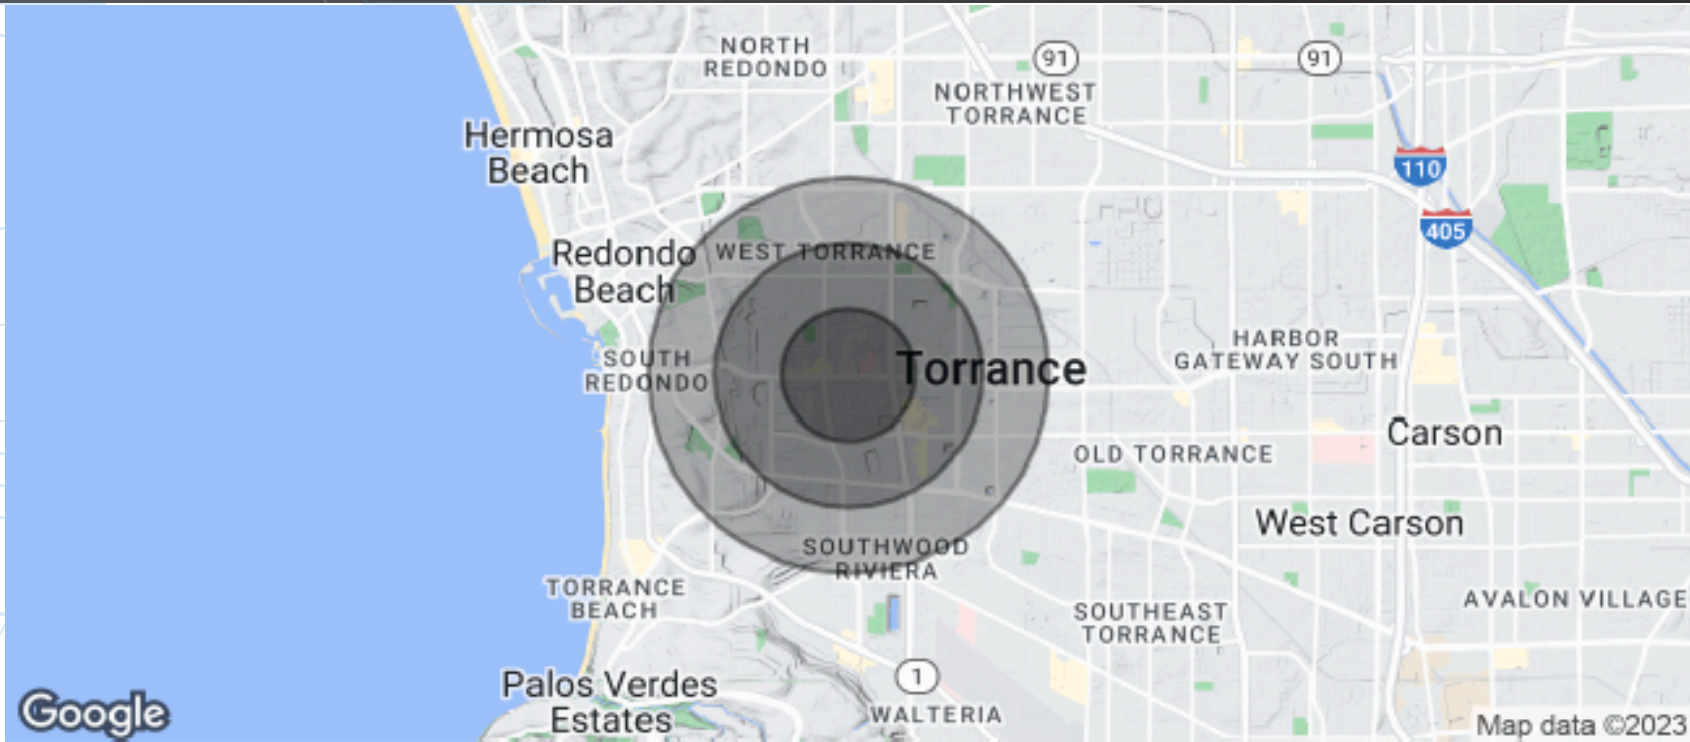 NORTH
REDONDO
91
91
NORTHWEST
TORRANCE
Hermosa
Beach
110
405
Redondo
Beach
WEST TORRANCE
SOUTH
REDONDO
Torrance
HARBOR
GATEWAY SOUTH
Carson
OLD TORRANCE
West Carson
SOUTHWOOD
RIVIERA
TORRANCE
BEACH
SOUTHEAST
TORRANCE
AVALON VILLAGE
Palos Verdes
Estates
1
WALTERIA
Google
Map data ©2023